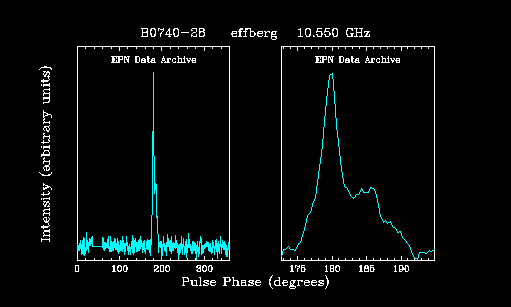 B0740-28 effberg 10.550 GHz
EPN Data Archive
EPN Data Archive
Intensity (arbitrary units)
0 100 200 300
175 180 185 190
Pulse Phase (degrees)